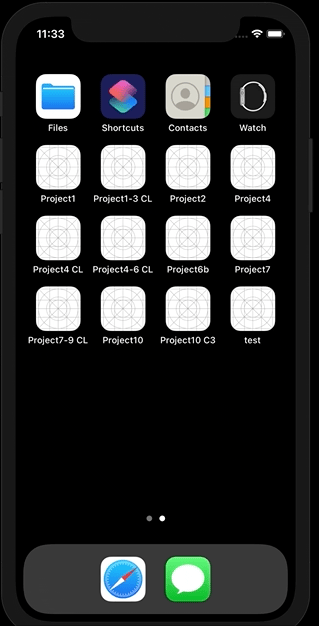 11:33
Files Shortcuts Contacts Watch
Project1 Project1-3 CL Project2 Project4
Project4 CL Project4-6 CL Project6b Project7
Project7-9 CL Project10 Project10 C3 test